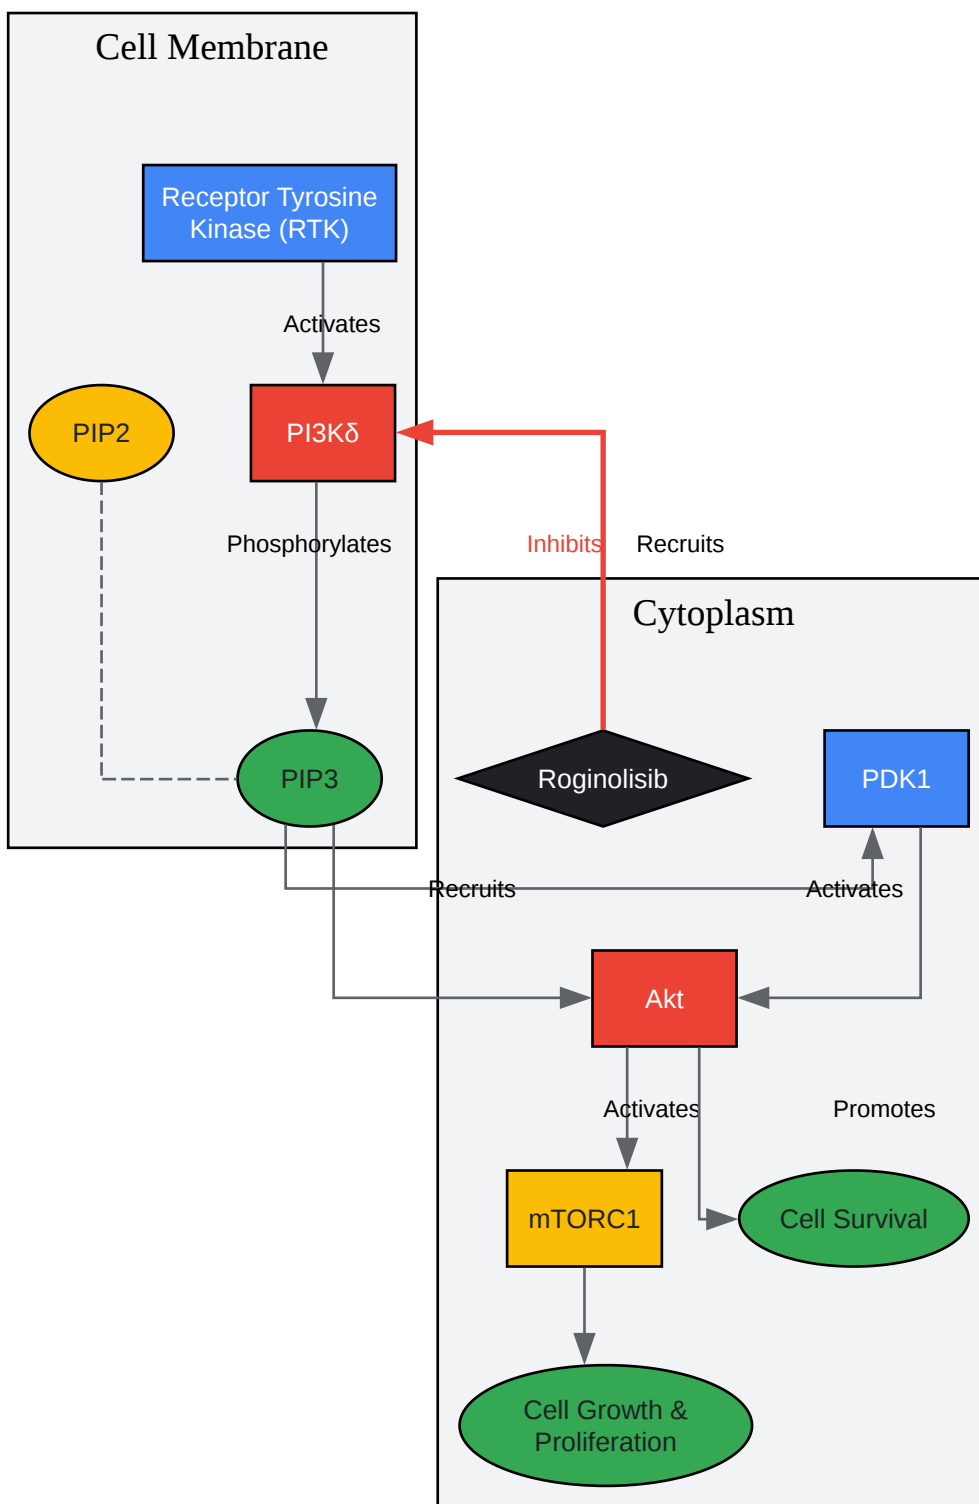 Cell Membrane
Receptor Tyrosine
Kinase (RTK)
Activates
PIP2
PI3Kδ
Phosphorylates
Inhibits
Recruits
Cytoplasm
PIP3
Roginolisib
PDK1
Recruits
Activates
Akt
Activates
Promotes
mTORC1
Cell Survival
Cell Growth &
Proliferation